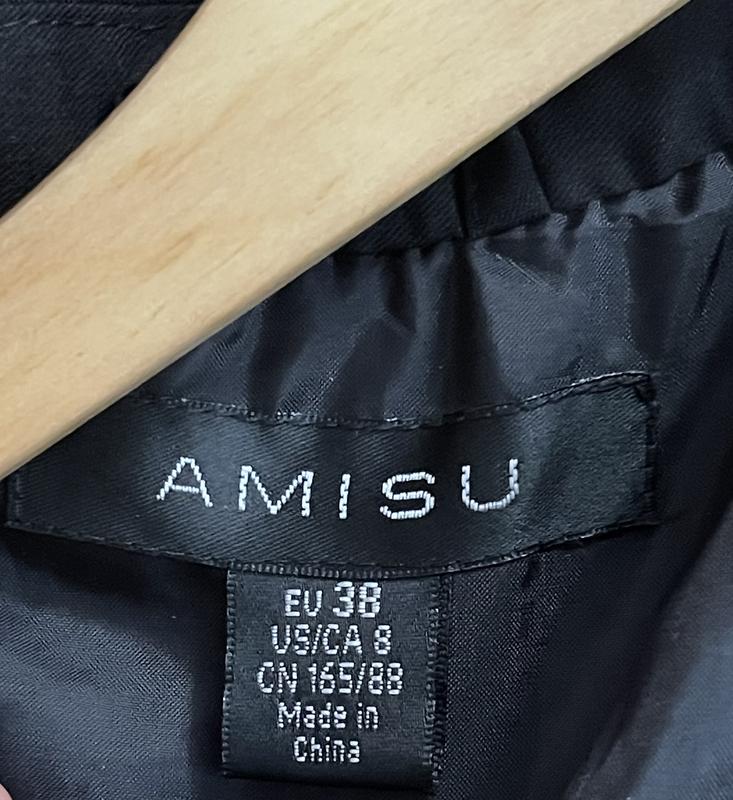 AMISU
EU 38
US/CA 8
CN 165/88
Made in
China